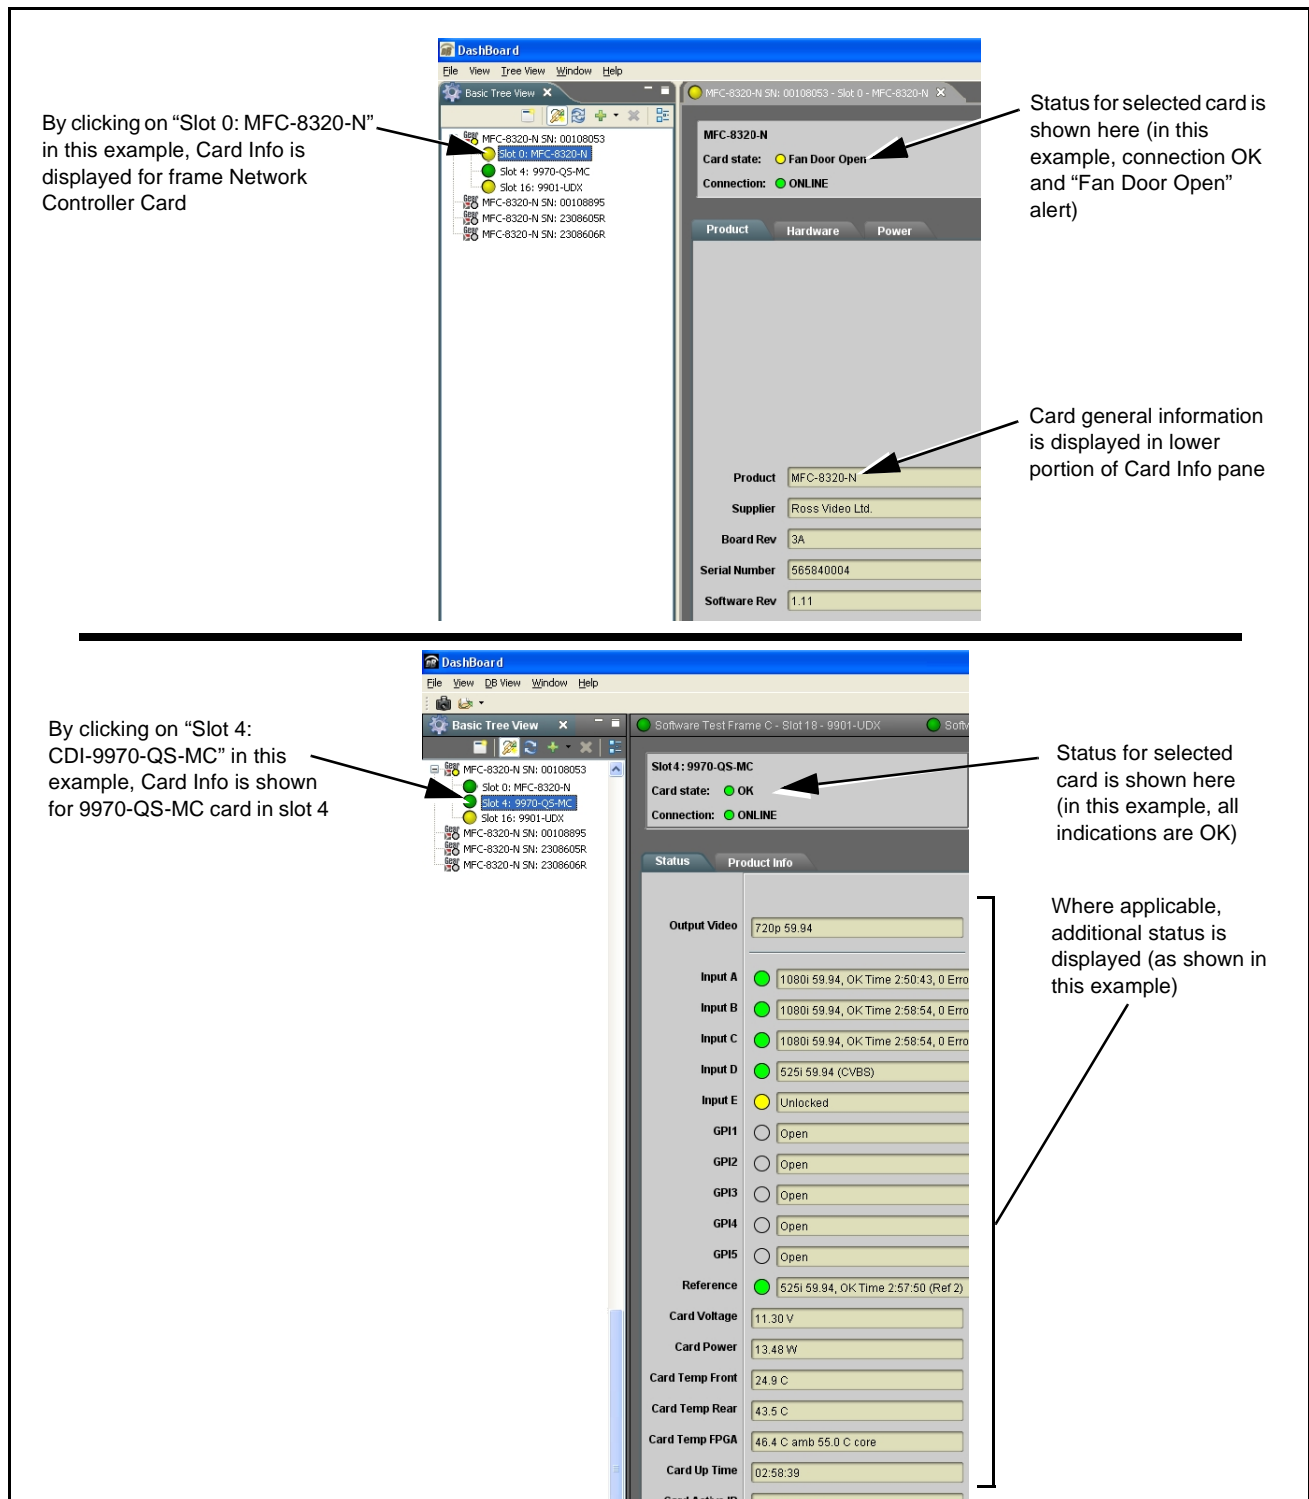 DashBoard
File View Tree View Window Help
Basic Tree View
MFC-8320-N SN: 00108053 - Slot 0 - MFC-8320-N
By clicking on “Slot 0: MFC-8320-N”
in this example, Card Info is
displayed for frame Network
Controller Card
MFC-8320-N SN: 00108053
Slot 0: MFC-8320-N
Slot 4: 9970-QS-MC
Slot 16: 9901-UDX
MFC-8320-N SN: 00108895
MFC-8320-N SN: 2308605R
MFC-8320-N SN: 2308606R
MFC-8320-N
Card state: Fan Door Open
Connection: ONLINE
Status for selected card is
shown here (in this
example, connection OK
and “Fan Door Open”
alert)
Product Hardware Power
Card general information
is displayed in lower
portion of Card Info pane
Product MFC-8320-N
Supplier Ross Video Ltd.
Board Rev 3A
Serial Number 565840004
Software Rev 1.11
DashBoard
File View DB View Window Help
Basic Tree View
Software Test Frame C - Slot 18 - 9901-UDX
By clicking on “Slot 4:
CDI-9970-QS-MC” in this
example, Card Info is shown
for 9970-QS-MC card in slot 4
MFC-8320-N SN: 00108053
Slot 0: MFC-8320-N
Slot 4: 9970-QS-MC
Slot 16: 9901-UDX
MFC-8320-N SN: 00108895
MFC-8320-N SN: 2308605R
MFC-8320-N SN: 2308606R
Slot 4: 9970-QS-MC
Card state: OK
Connection: ONLINE
Status for selected
card is shown here
(in this example, all
indications are OK)
Status Product Info
Where applicable,
additional status is
displayed (as shown in
this example)
Output Video 720p 59.94
Input A 1080i 59.94, OK Time 2:50:43, 0 Erro
Input B 1080i 59.94, OK Time 2:58:54, 0 Erro
Input C 1080i 59.94, OK Time 2:58:54, 0 Erro
Input D 525i 59.94 (CVBS)
Input E Unlocked
GPI1 Open
GPI2 Open
GPI3 Open
GPI4 Open
GPI5 Open
Reference 525i 59.94, OK Time 2:57:50 (Ref 2)
Card Voltage 11.30 V
Card Power 13.48 W
Card Temp Front 24.9 C
Card Temp Rear 43.5 C
Card Temp FPGA 46.4 C amb 55.0 C core
Card Up Time 02:58:39